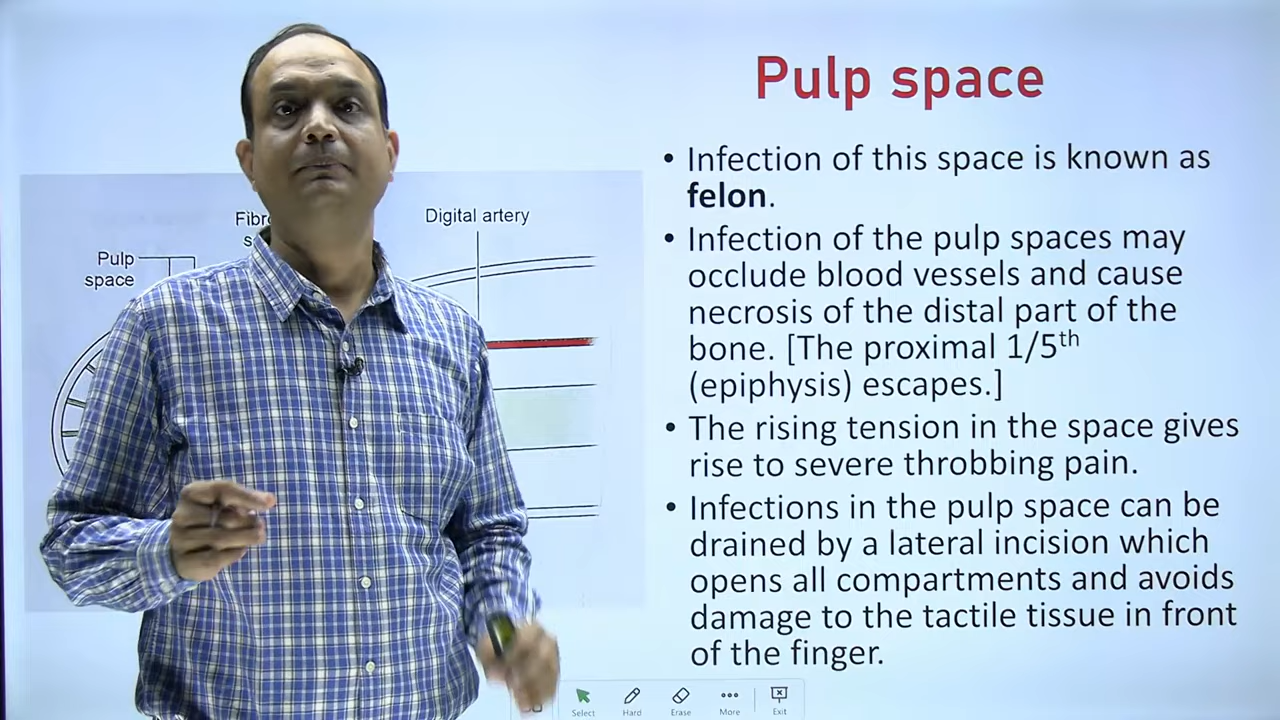 Pulp space
• Infection of this space is known as
felon.
• Infection of the pulp spaces may
occlude blood vessels and cause
necrosis of the distal part of the
bone. [The proximal 1/5th
(epiphysis) escapes.]
• The rising tension in the space gives
rise to severe throbbing pain.
• Infections in the pulp space can be
drained by a lateral incision which
opens all compartments and avoids
damage to the tactile tissue in front
of the finger.
Digital artery
Pulp
space
Select
Hard
Erase
More
Exit